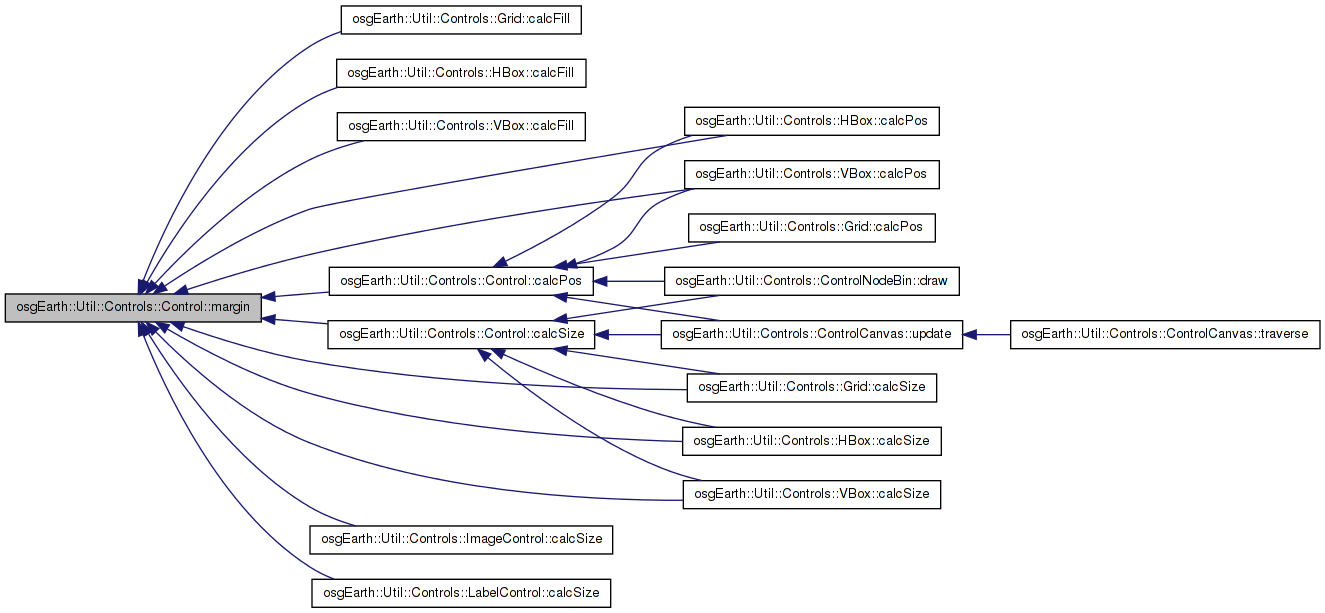 osgEarth::Util::Controls::Grid::calcFill
osgEarth::Util::Controls::HBox::calcFill
osgEarth::Util::Controls::VBox::calcFill
osgEarth::Util::Controls::HBox::calcPos
osgEarth::Util::Controls::VBox::calcPos
osgEarth::Util::Controls::Grid::calcPos
osgEarth::Util::Controls::Control::calcPos
osgEarth::Util::Controls::ControlNodeBin::draw
osgEarth::Util::Controls::Control::margin
osgEarth::Util::Controls::Control::calcSize
osgEarth::Util::Controls::ControlCanvas::update
osgEarth::Util::Controls::ControlCanvas::traverse
osgEarth::Util::Controls::Grid::calcSize
osgEarth::Util::Controls::HBox::calcSize
osgEarth::Util::Controls::VBox::calcSize
osgEarth::Util::Controls::ImageControl::calcSize
osgEarth::Util::Controls::LabelControl::calcSize